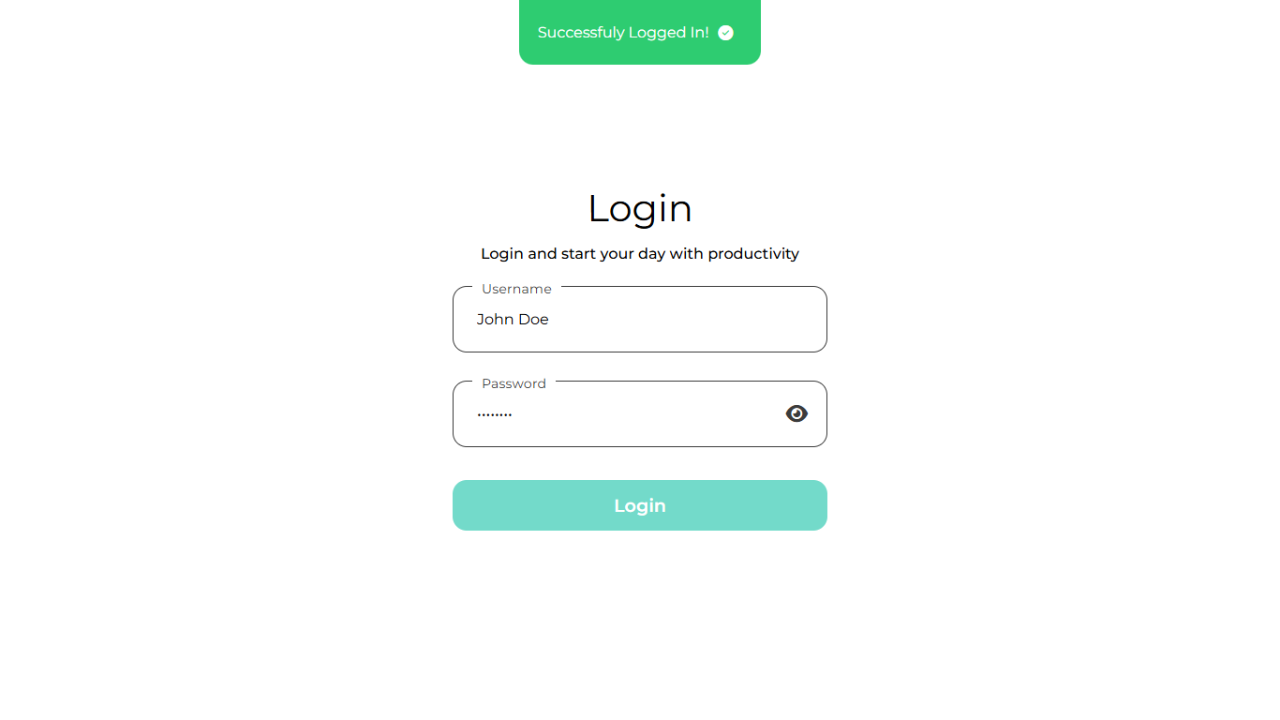 Successfuly Logged In!
Login
Login and start your day with productivity
Username
John Doe
Password
••••••••
Login